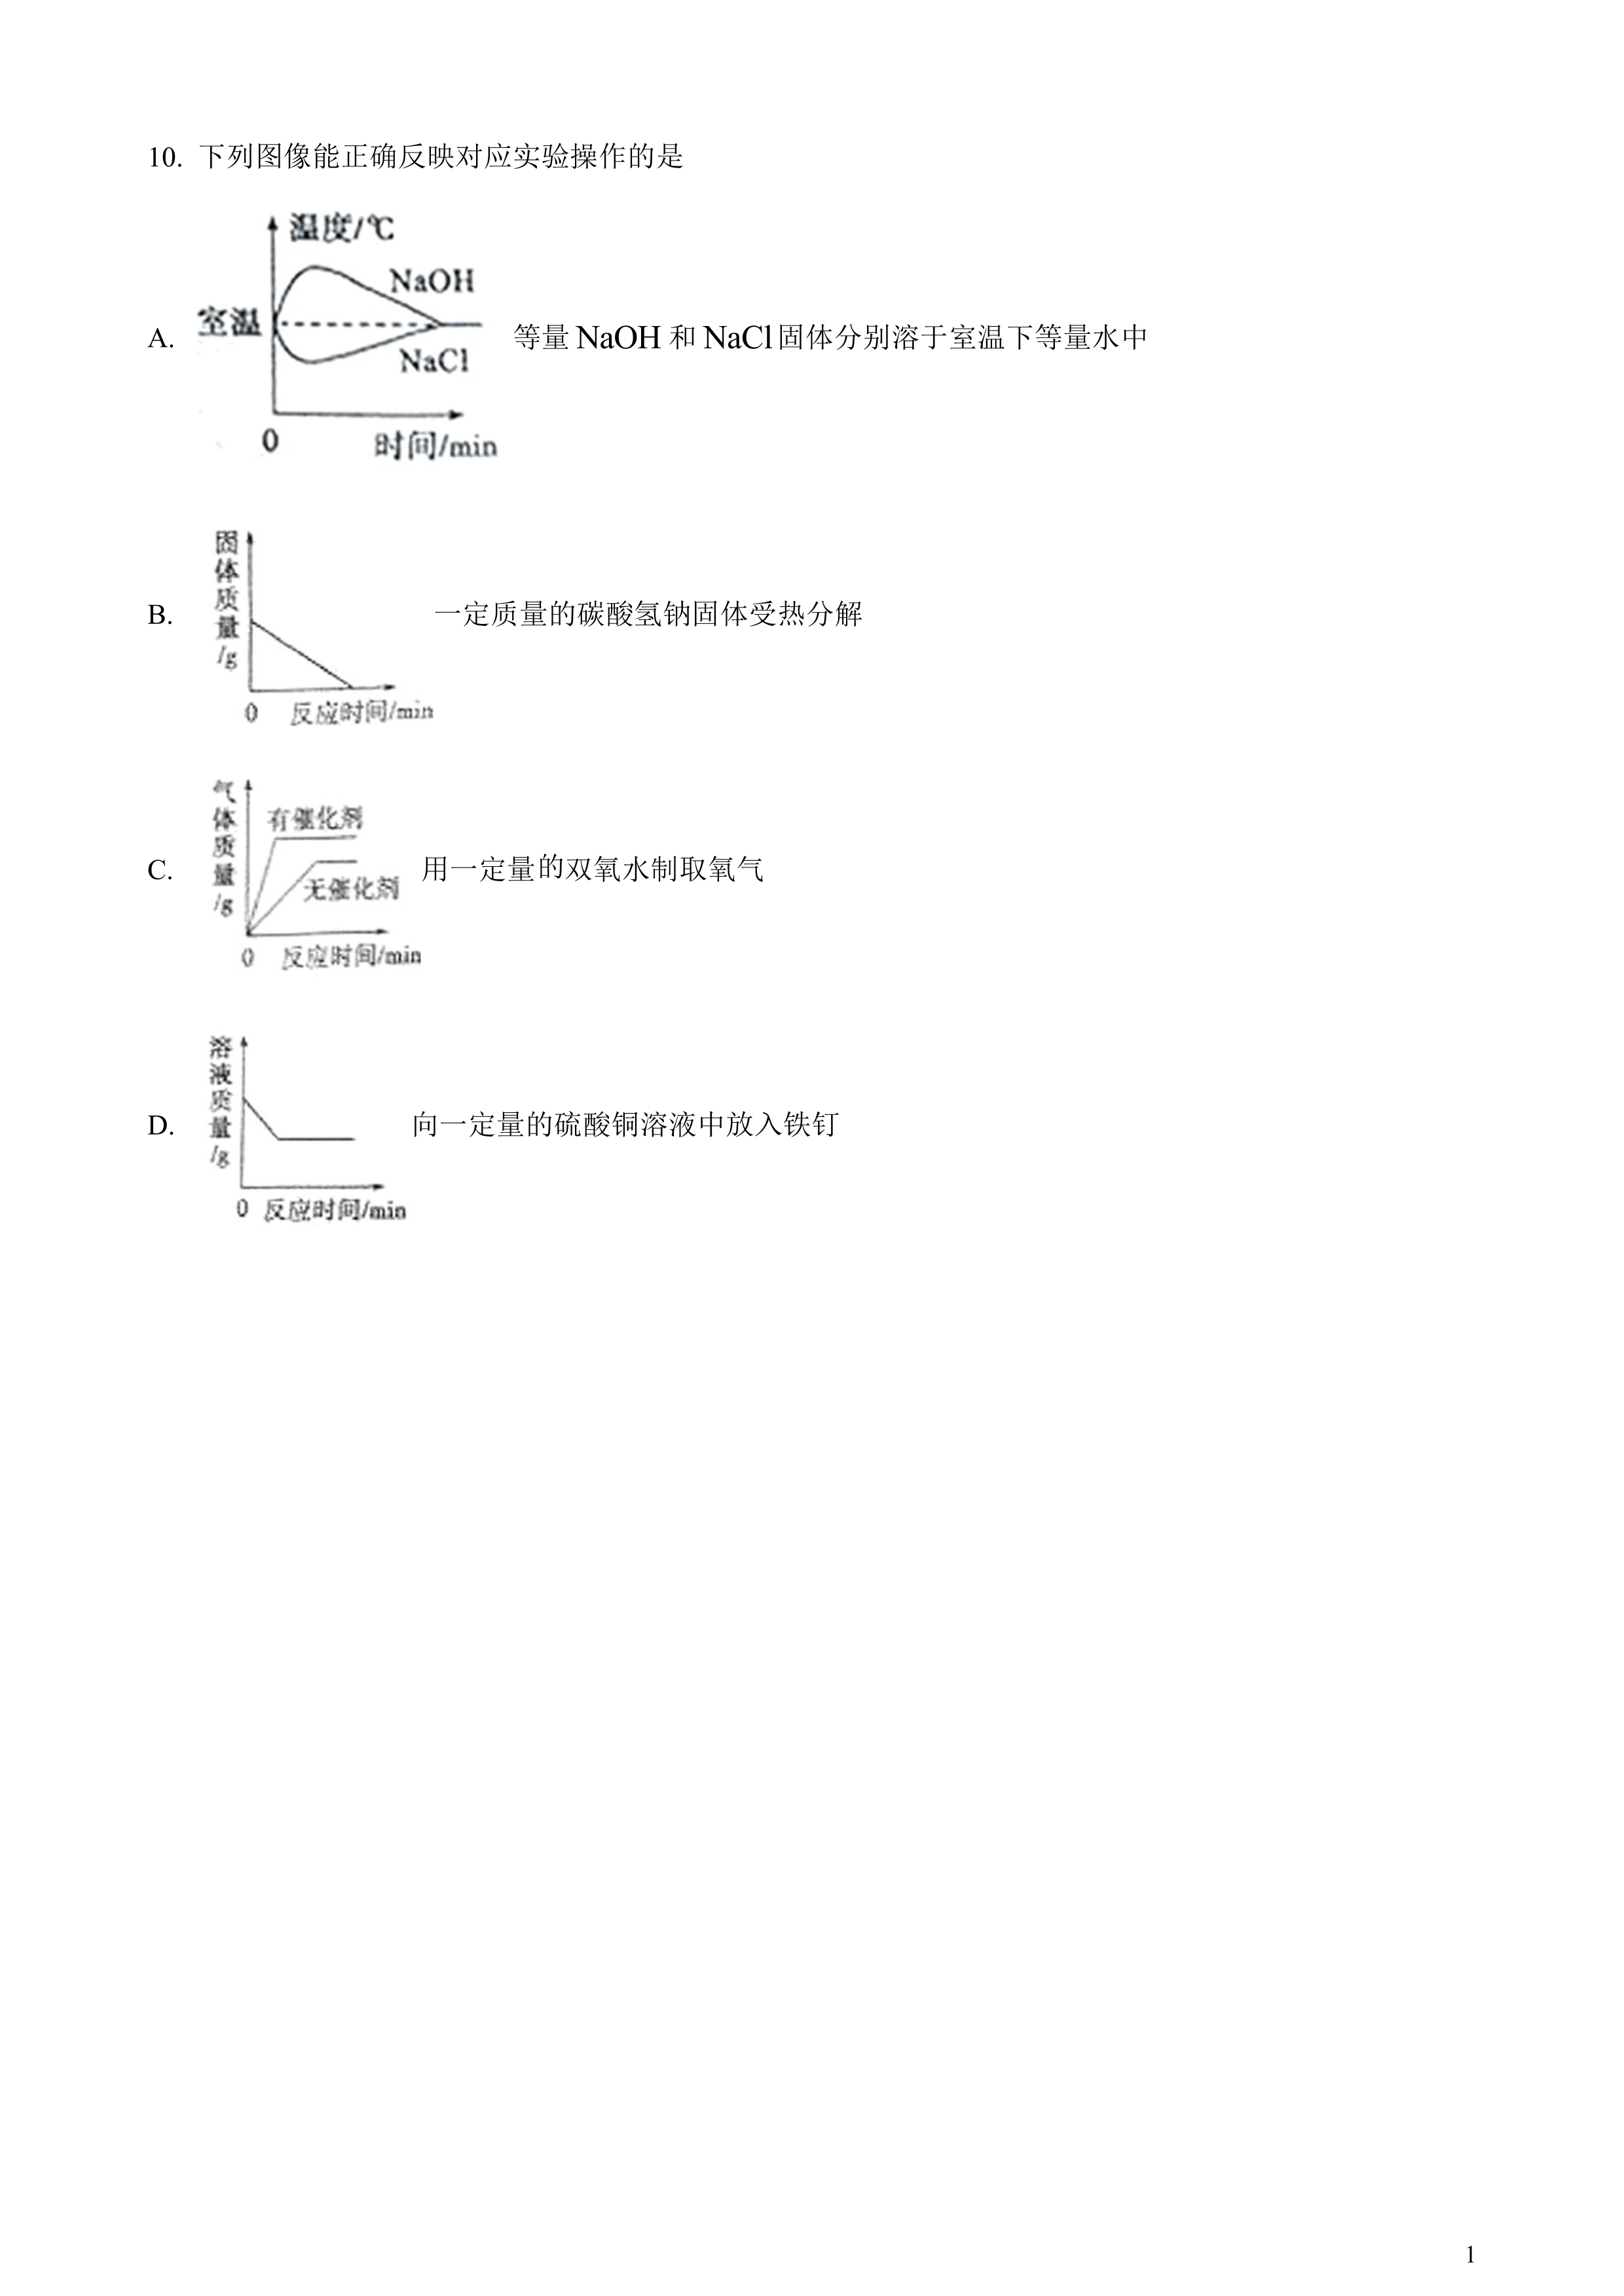 10. 下列图像能正确反映对应实验操作的是
温度/℃
NaOH
室温
A.
等量 NaOH 和 NaCl 固体分别溶于室温下等量水中
NaCl
0
时间/min
固体质量/g
B.
一定质量的碳酸氢钠固体受热分解
0 反应时间/min
气体质量/g
有催化剂
C.
用一定量的双氧水制取氧气
无催化剂
0 反应时间/min
溶液质量/g
D.
向一定量的硫酸铜溶液中放入铁钉
0 反应时间/min
1